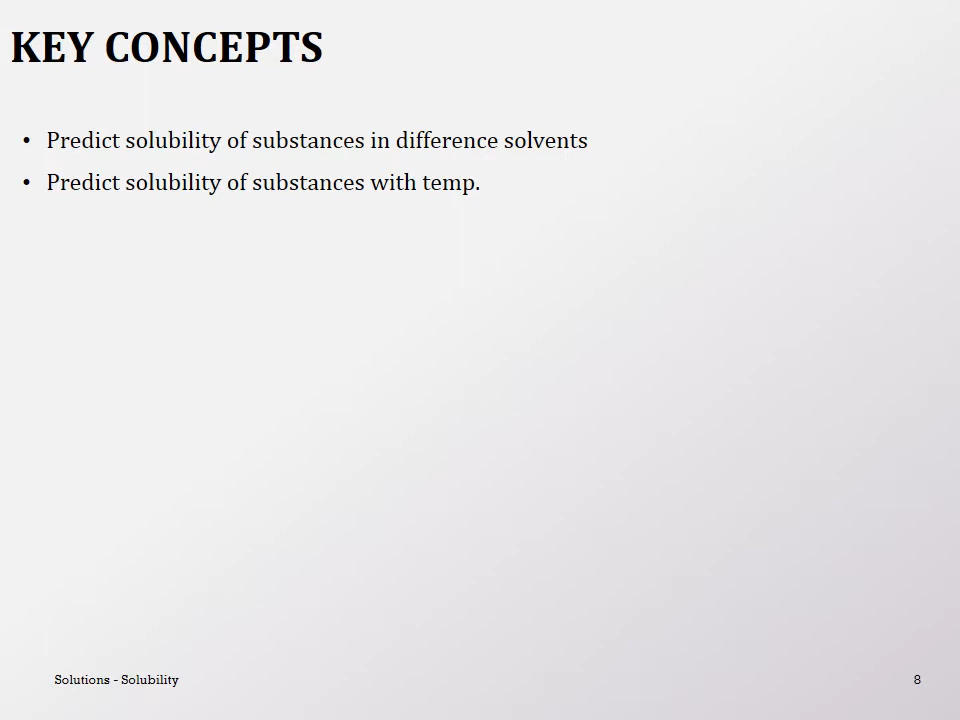 KEY CONCEPTS
• Predict solubility of substances in difference solvents
• Predict solubility of substances with temp.
Solutions - Solubility
8